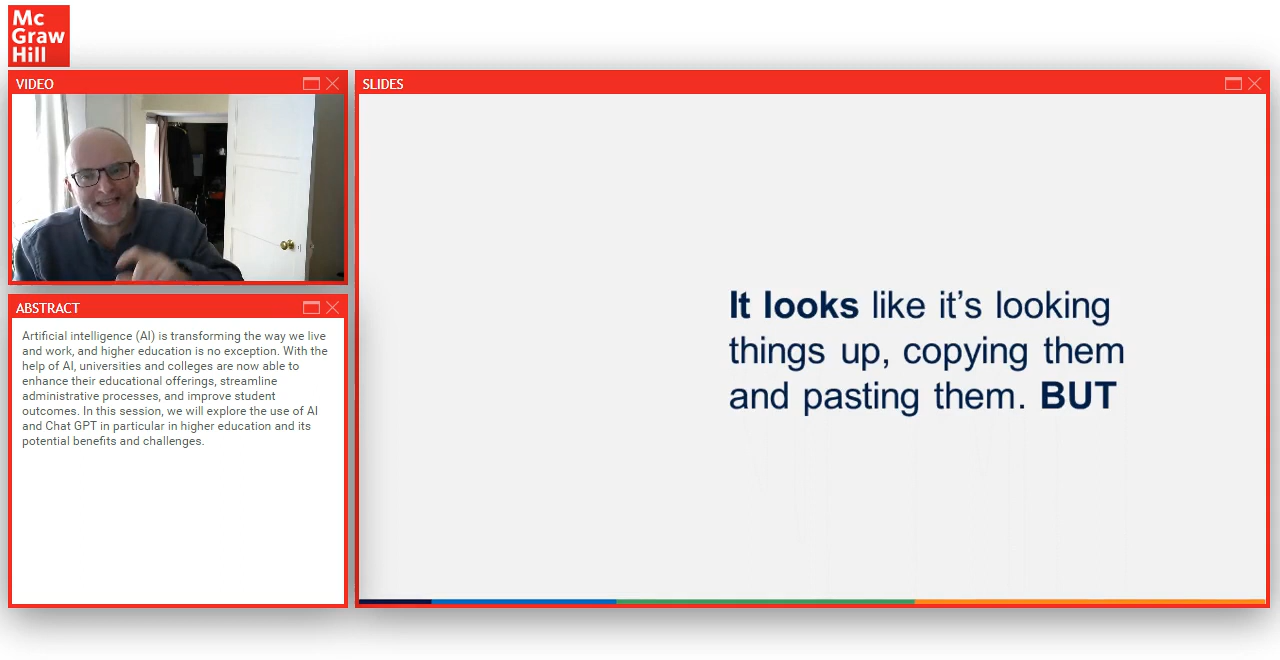 Mc
Graw
Hill
VIDEO
SLIDES
It looks like it's looking
things up, copying them
and pasting them. BUT
ABSTRACT
Artificial intelligence (AI) is transforming the way we live
and work, and higher education is no exception. With the
help of AI, universities and colleges are now able to
enhance their educational offerings, streamline
administrative processes, and improve student
outcomes. In this session, we will explore the use of AI
and Chat GPT in particular in higher education and its
potential benefits and challenges.